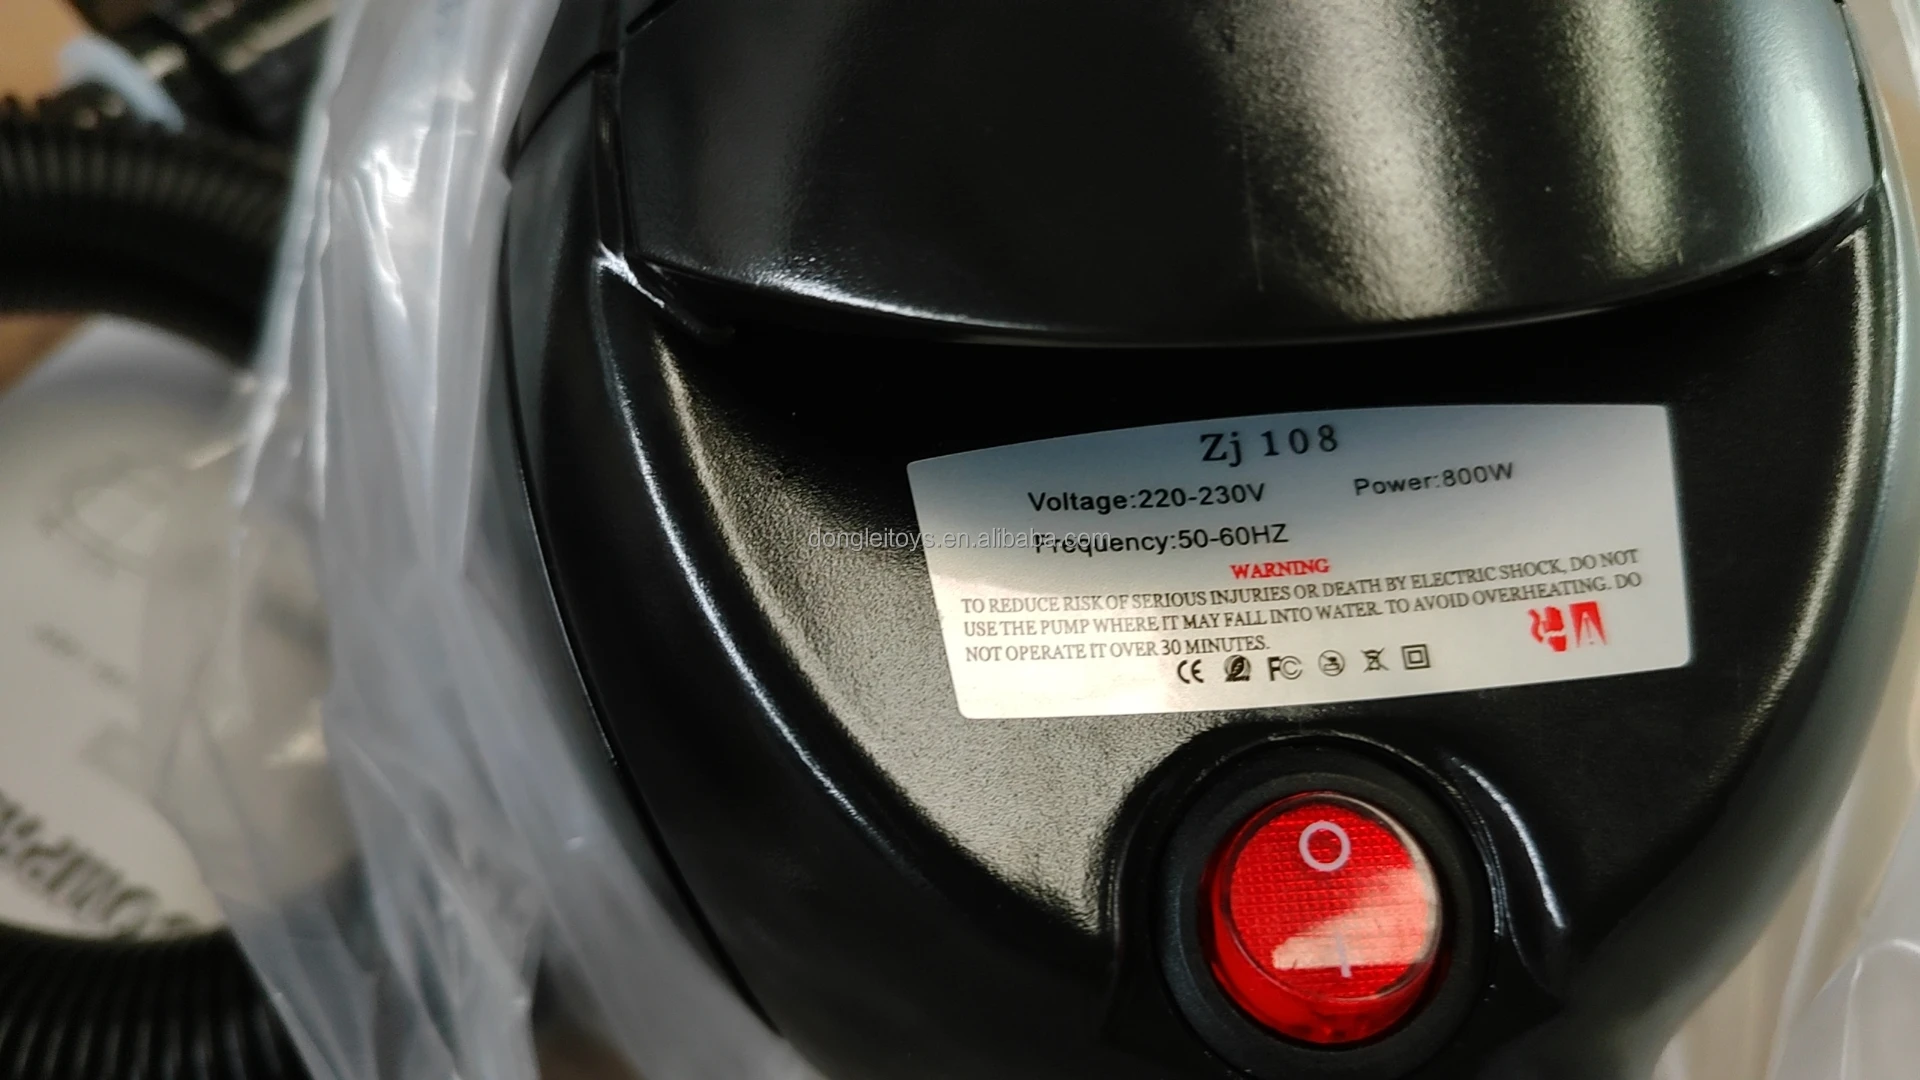 Zj 108
Voltage:220-230V Power:800W
dongleitoys.en.alibaba.com
Frequency:50-60HZ
WARNING
TO REDUCE RISK OF SERIOUS INJURIES OR DEATH BY ELECTRIC SHOCK, DO NOT
USE THE PUMP WHERE IT MAY FALL INTO WATER. TO AVOID OVERHEATING. DO
NOT OPERATE IT OVER 30 MINUTES.
CE FC